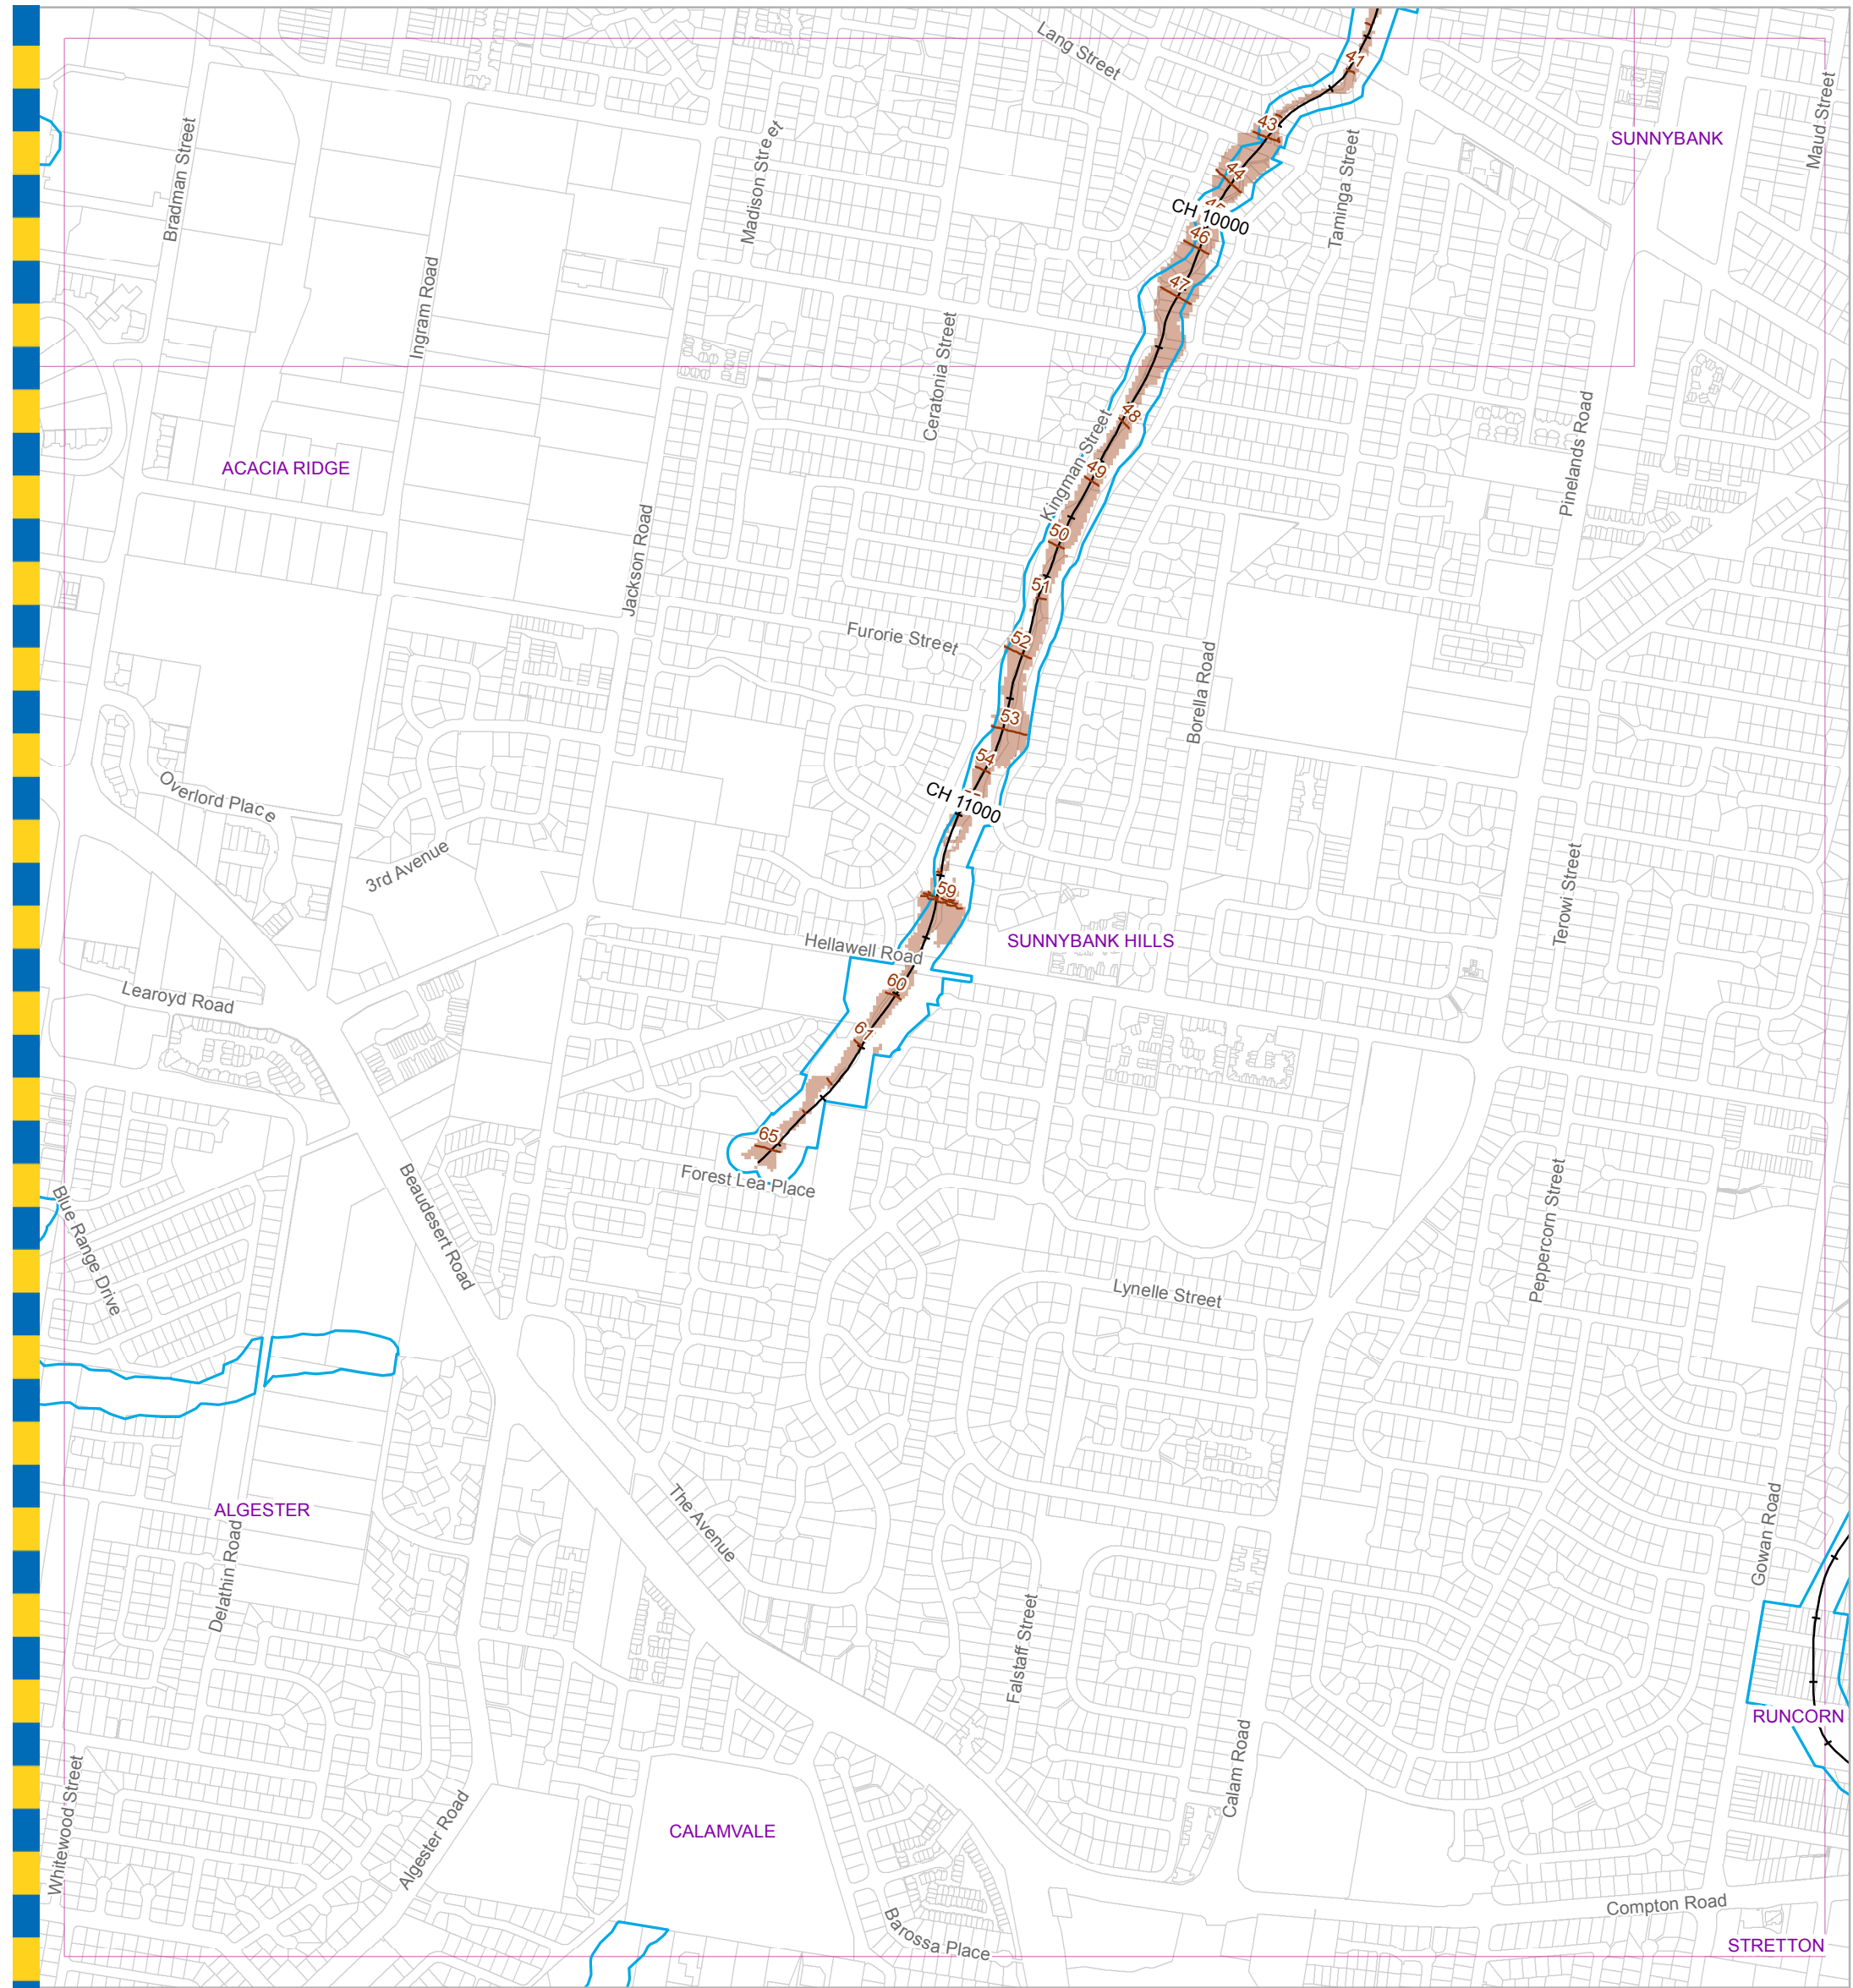 Lang Street
41
Maud Street
SUNNYBANK
43
Bradman Street
Madison Street
Taminga Street
44
CH 10000
46
Ingram Road
47
Ceratonia Street
Pinelands Road
48
Kingman Street
ACACIA RIDGE
49
Jackson Road
50
51
Furorie Street
52
Borella Road
53
54
Overlord Place
CH 11000
3rd Avenue
Terowi Street
59
Hellawell Road
SUNNYBANK HILLS
60
Learoyd Road
61
65
Forest Lea Place
Peppercorn Street
Blue Range Drive
Beaudesert Road
Lynelle Street
ALGESTER
The Avenue
Gowan Road
Delathin Road
Falstaff Street
RUNCORN
Calam Road
Whitewood Street
Algester Road
CALAMVALE
Compton Road
Barossa Place
STRETTON